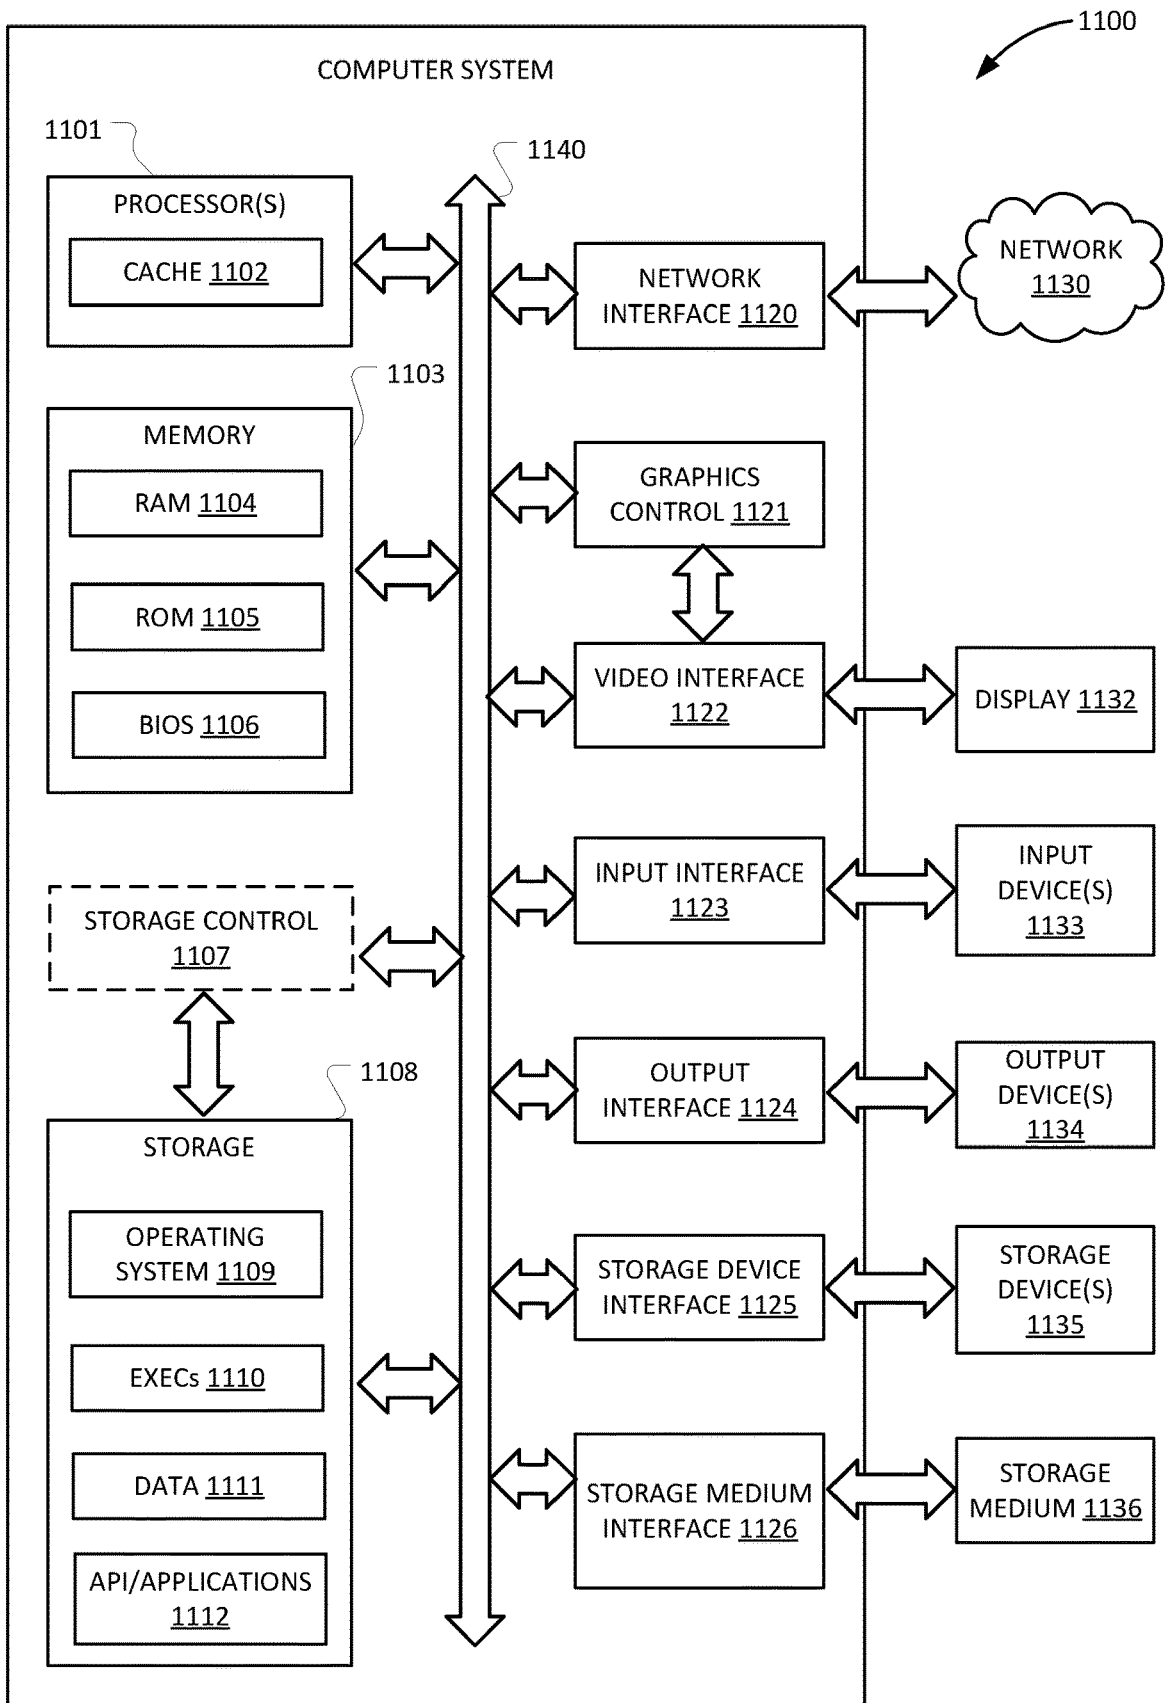 1100
COMPUTER SYSTEM
1101
PROCESSOR(S)
CACHE 1102
1140
NETWORK
INTERFACE 1120
NETWORK
1130
1103
MEMORY
RAM 1104
ROM 1105
BIOS 1106
GRAPHICS
CONTROL 1121
VIDEO INTERFACE
1122
DISPLAY 1132
STORAGE CONTROL
1107
INPUT INTERFACE
1123
INPUT
DEVICE(S)
1133
1108
STORAGE
OPERATING
SYSTEM 1109
EXECs 1110
DATA 1111
API/APPLICATIONS
1112
OUTPUT
INTERFACE 1124
OUTPUT
DEVICE(S)
1134
STORAGE DEVICE
INTERFACE 1125
STORAGE
DEVICE(S)
1135
STORAGE MEDIUM
INTERFACE 1126
STORAGE
MEDIUM 1136